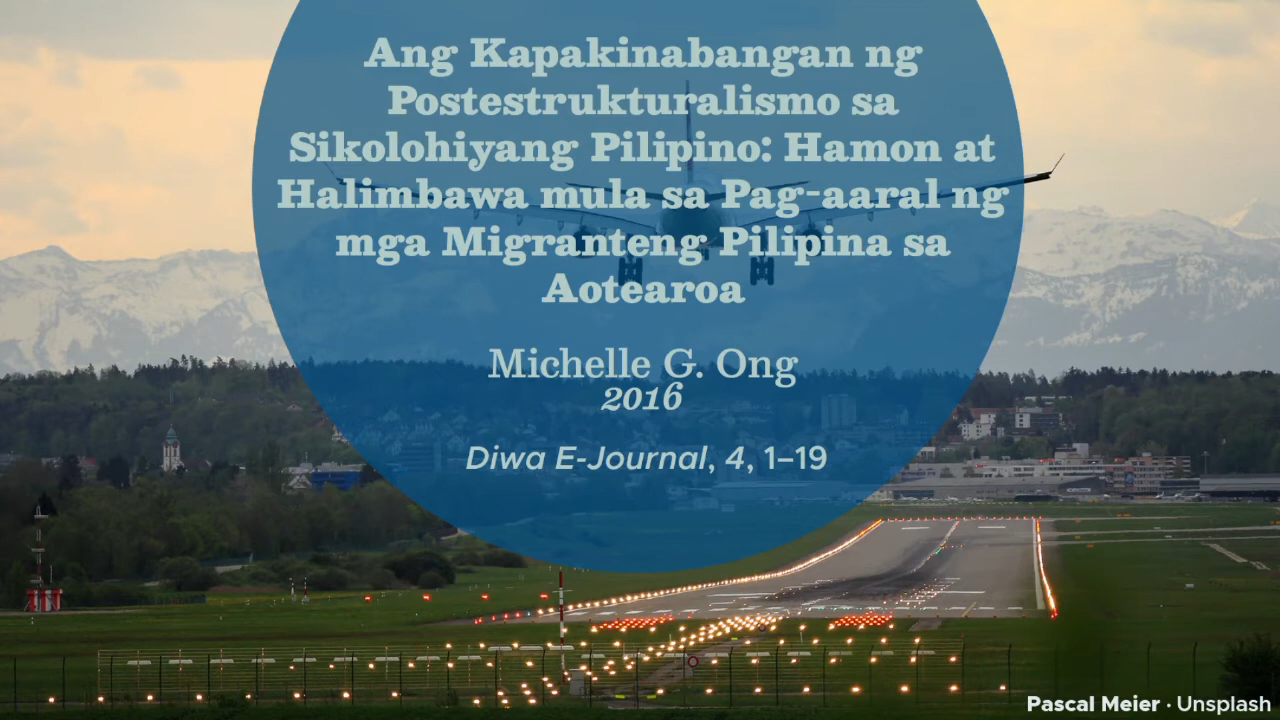 Ang Kapakinabangan ng
Postestrukturalismo sa
Sikolohiyang Pilipino: Hamon at
Halimbawa mula sa Pag-aaral ng
mga Migranteng Pilipina sa
Aotearoa
Michelle G. Ong
2016
Diwa E-Journal, 4, 1–19
Pascal Meier · Unsplash